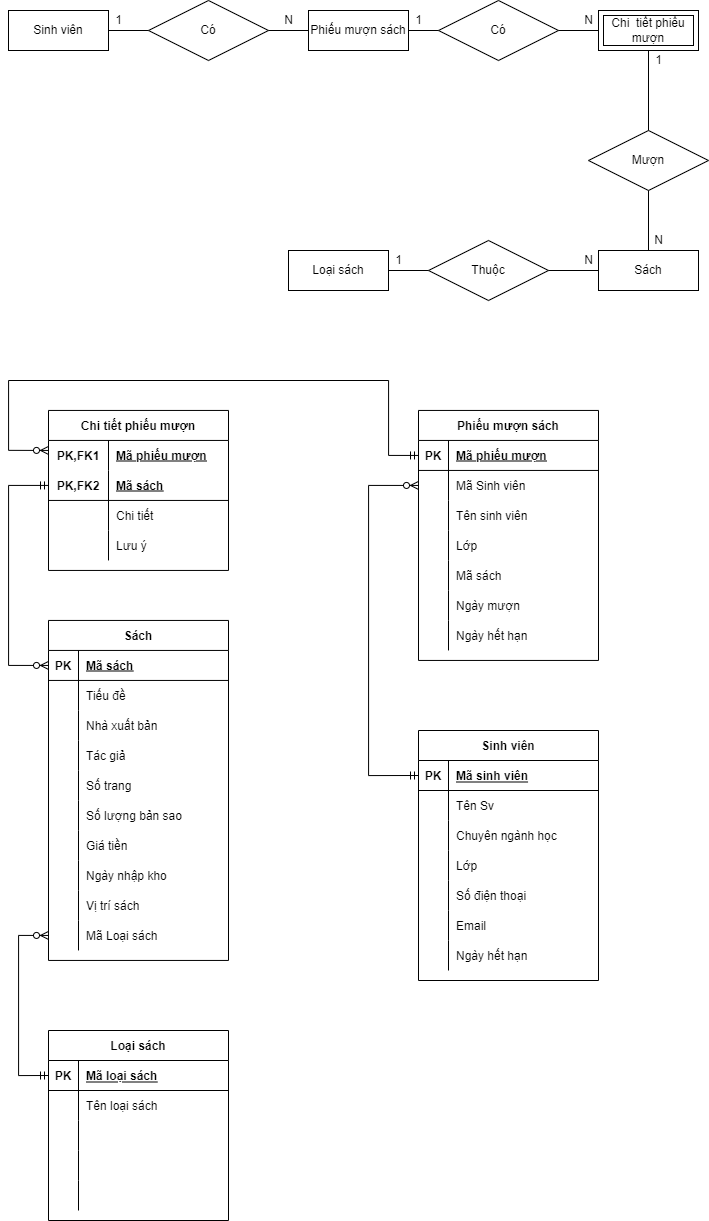 Sinh viên
1
Có
N
Phiếu mượn sách
1
Có
N
Chi tiết phiếu
mượn
1
Mượn
N
Loại sách
1
Thuộc
N
Sách
Chi tiết phiếu mượn
PK,FK1 Mã phiếu mượn
PK,FK2 Mã sách
Chi tiết
Lưu ý
Phiếu mượn sách
PK Mã phiếu mượn
Mã Sinh viên
Tên sinh viên
Lớp
Mã sách
Ngày mượn
Ngày hết hạn
Sách
PK Mã sách
Tiếu đề
Nhà xuất bản
Tác giả
Số trang
Số lượng bản sao
Giá tiền
Ngày nhập kho
Vị trí sách
Mã Loại sách
Sinh viên
PK Mã sinh viên
Tên Sv
Chuyên ngành học
Lớp
Số điện thoại
Email
Ngày hết hạn
Loại sách
PK Mã loại sách
Tên loại sách